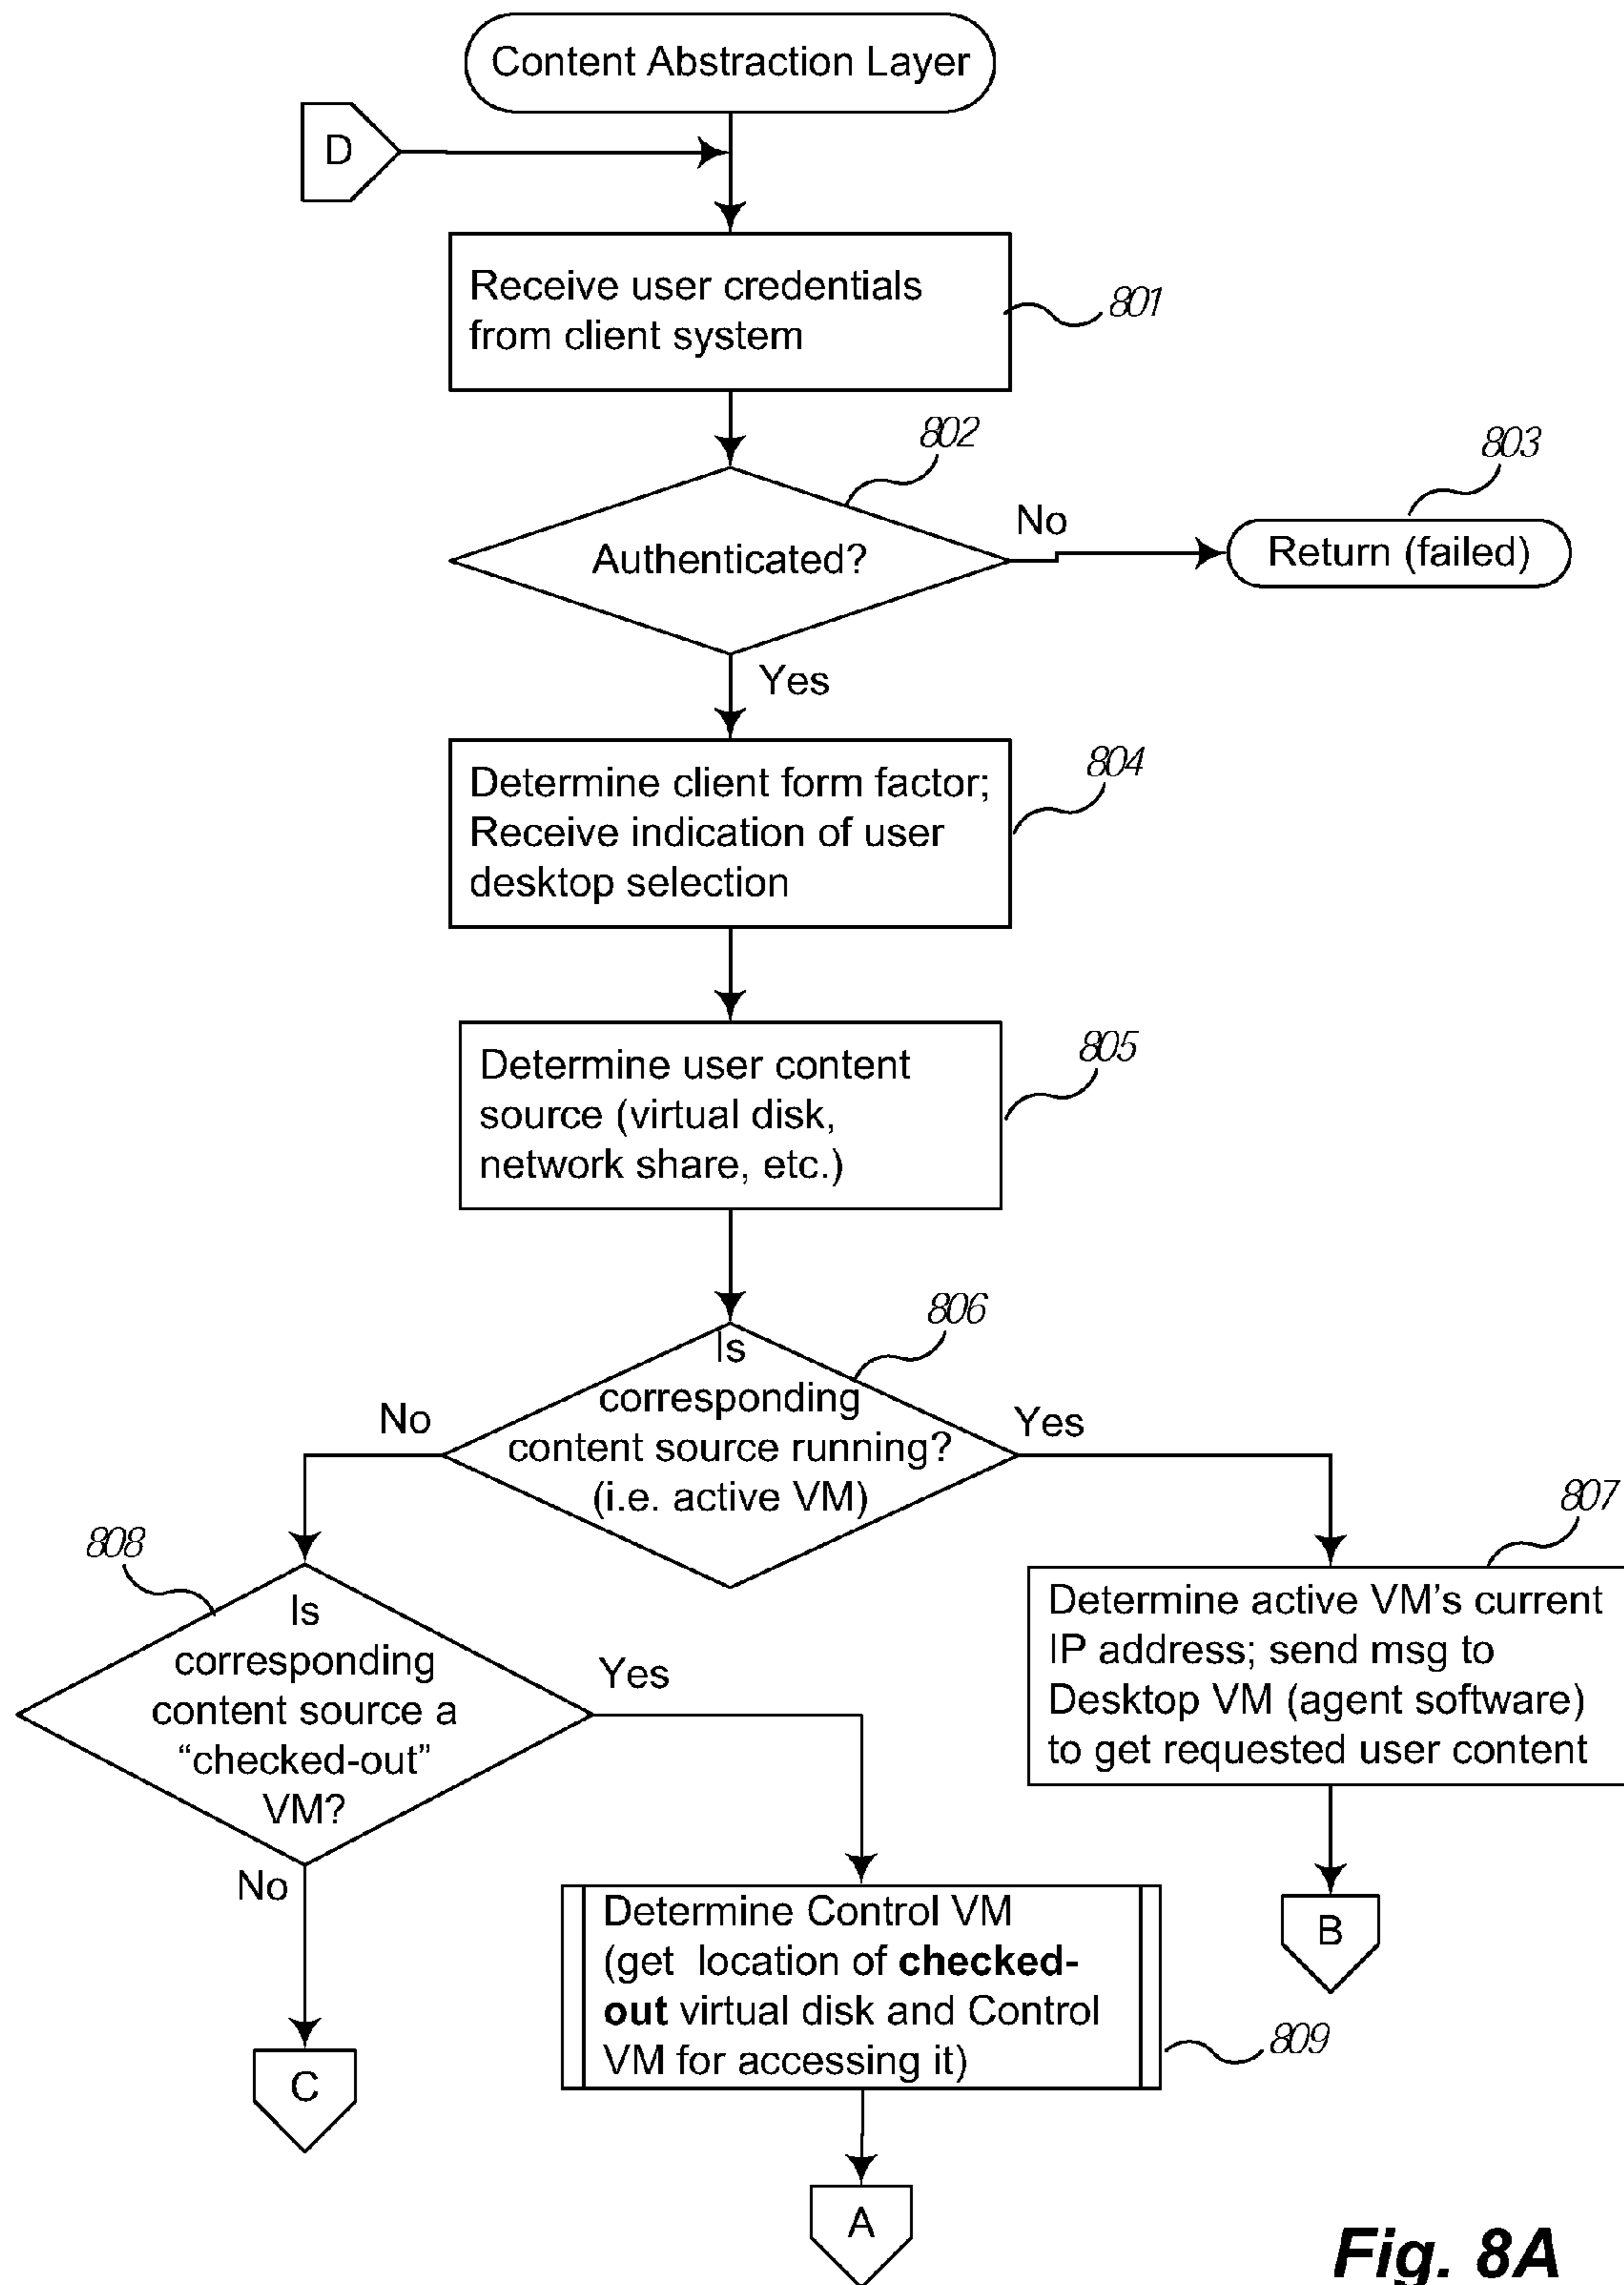 Content Abstraction Layer
D
Receive user credentials
from client system
801
802
Authenticated?
No
803
Return (failed)
Yes
Determine client form factor;
Receive indication of user
desktop selection
804
Determine user content
source (virtual disk,
network share, etc.)
805
806
Is
corresponding
content source running?
(i.e. active VM)
No
Yes
807
Determine active VM’s current
IP address; send msg to
Desktop VM (agent software)
to get requested user content
B
808
Is
corresponding
content source a
“checked-out”
VM?
Yes
No
C
Determine Control VM
(get location of checked-
out virtual disk and Control
VM for accessing it)
809
A
Fig. 8A